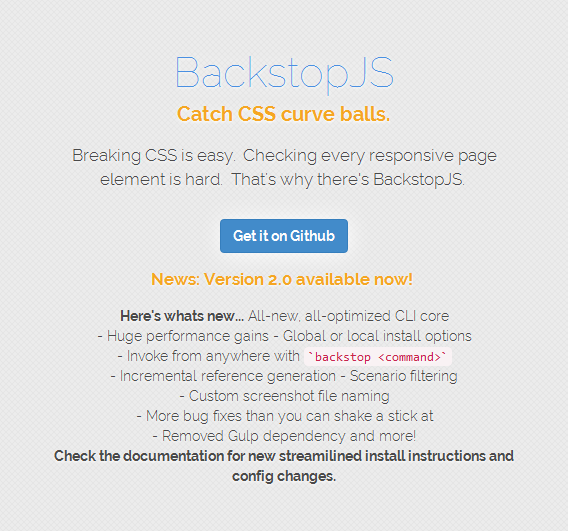 BackstopJS
Catch CSS curve balls.
Breaking CSS is easy. Checking every responsive page
element is hard. That's why there's BackstopJS.
Get it on Github
News: Version 2.0 available now!
Here's whats new... All-new, all-optimized CLI core
- Huge performance gains - Global or local install options
- Invoke from anywhere with `backstop <command>`
- Incremental reference generation - Scenario filtering
- Custom screenshot file naming
- More bug fixes than you can shake a stick at
- Removed Gulp dependency and more!
Check the documentation for new streamilined install instructions and
config changes.